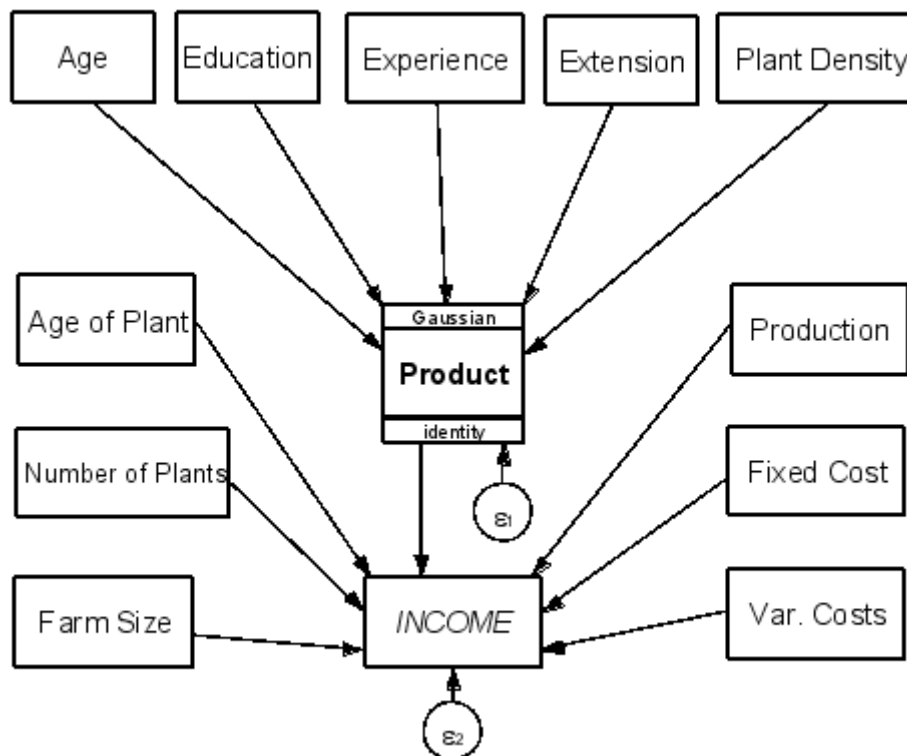 Age
Education
Experience
Extension
Plant Density
Gaussian
Product
identity
Age of Plant
Production
Number of Plants
Fixed Cost
ε1
Farm Size
INCOME
Var. Costs
ε2